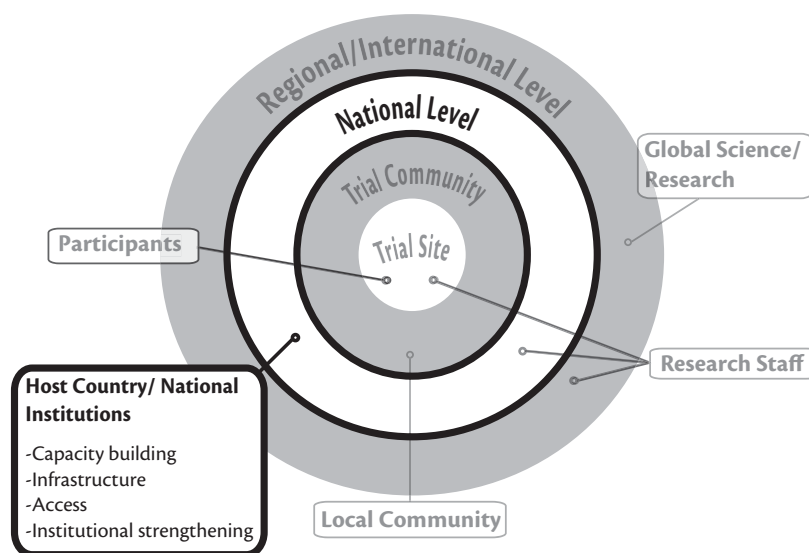 Regional/International Level
National Level
Trial Community
Trial Site
Global Science/
Research
Participants
Research Staff
Host Country/ National
Institutions
-Capacity building
-Infrastructure
-Access
-Institutional strengthening
Local Community